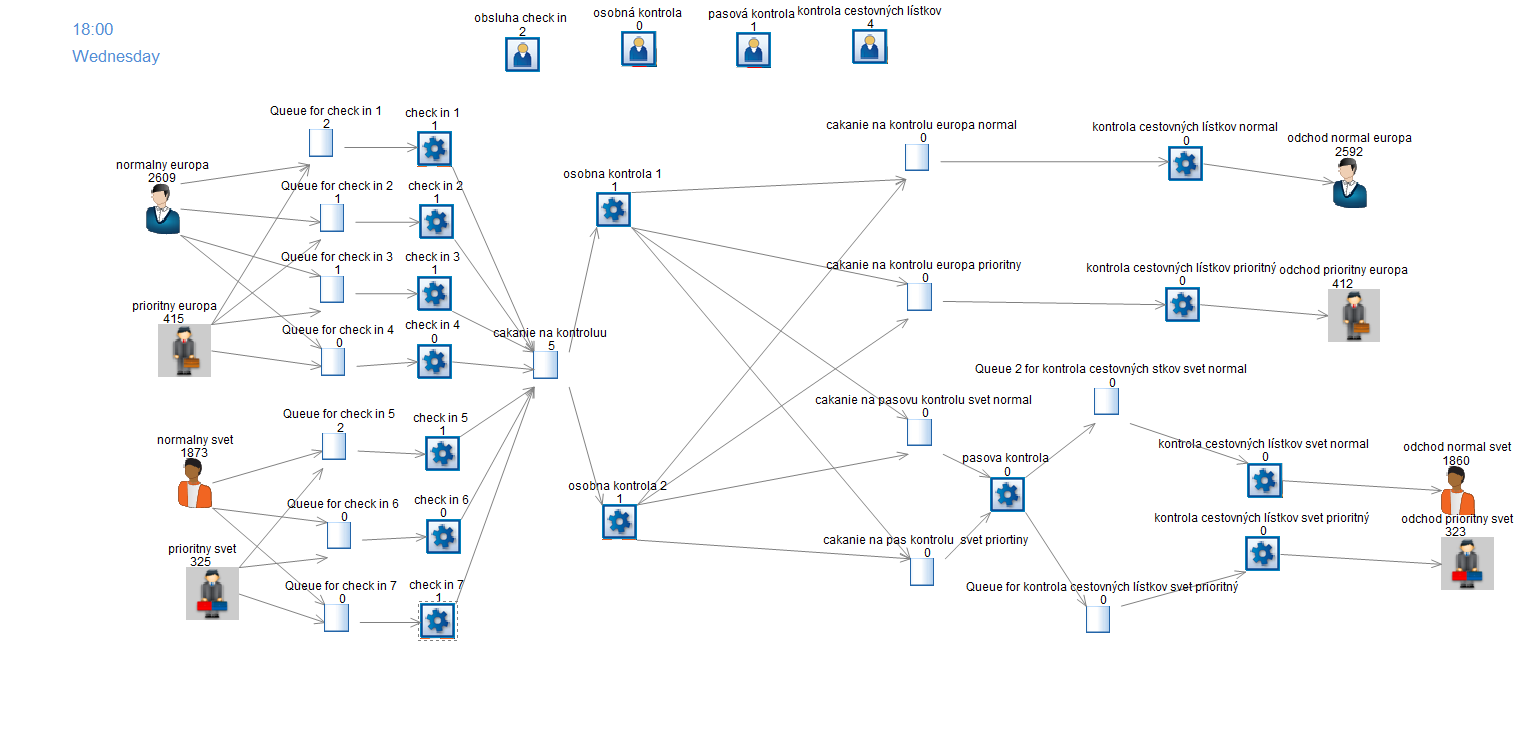 18:00
Wednesday
obsluha check in
2
osobná kontrola
0
pasová kontrola
1
kontrola cestovných lístkov
4
Queue for check in 1
2
check in 1
1
normalny europa
2609
Queue for check in 2
1
check in 2
1
Queue for check in 3
1
check in 3
1
prioritny europa
415
Queue for check in 4
0
check in 4
0
cakanie na kontroluu
5
Queue for check in 5
2
check in 5
1
normalny svet
1873
Queue for check in 6
0
check in 6
0
prioritny svet
325
Queue for check in 7
0
check in 7
1
osobna kontrola 1
1
osobna kontrola 2
1
cakanie na kontrolu europa normal
0
kontrola cestovných lístkov normal
0
odchod normal europa
2592
cakanie na kontrolu europa prioritny
0
kontrola cestovných lístkov prioritný
0
odchod prioritny europa
412
Queue 2 for kontrola cestovných stkov svet normal
0
cakanie na pasovu kontrolu svet normal
0
pasova kontrola
0
kontrola cestovných lístkov svet normal
0
odchod normal svet
1860
cakanie na pas kontrolu  svet priortiny
0
kontrola cestovných lístkov svet prioritný
0
odchod prioritny svet
323
Queue for kontrola cestovných lístkov svet prioritný
0